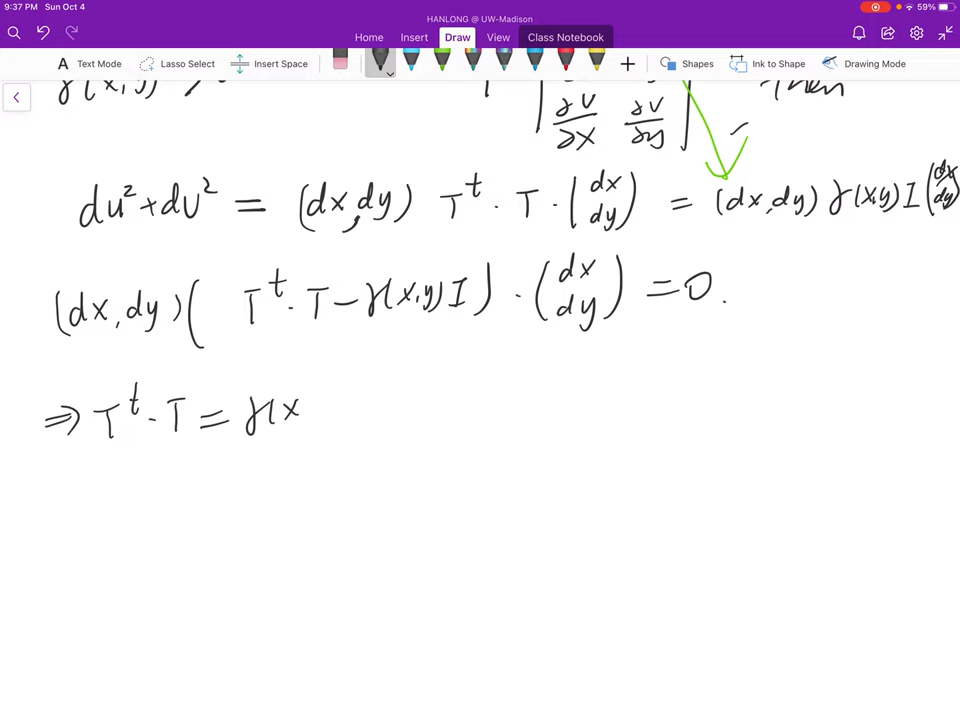 9:37 PM Sun Oct 4
59%
HANLONG @ UW-Madison
Home Insert Draw View Class Notebook
Text Mode Lasso Select Insert Space Shapes Ink to Shape Drawing Mode
γ(x,y) >
∂v/∂x ∂v/∂y
then
du²+dv² = (dx,dy) T^t · T · (dx dy) = (dx,dy) γ(x,y) I (dx dy)
(dx,dy)( T^t · T − γ(x,y) I ) · (dx dy) = 0.
⇒ T^t · T = γ(x